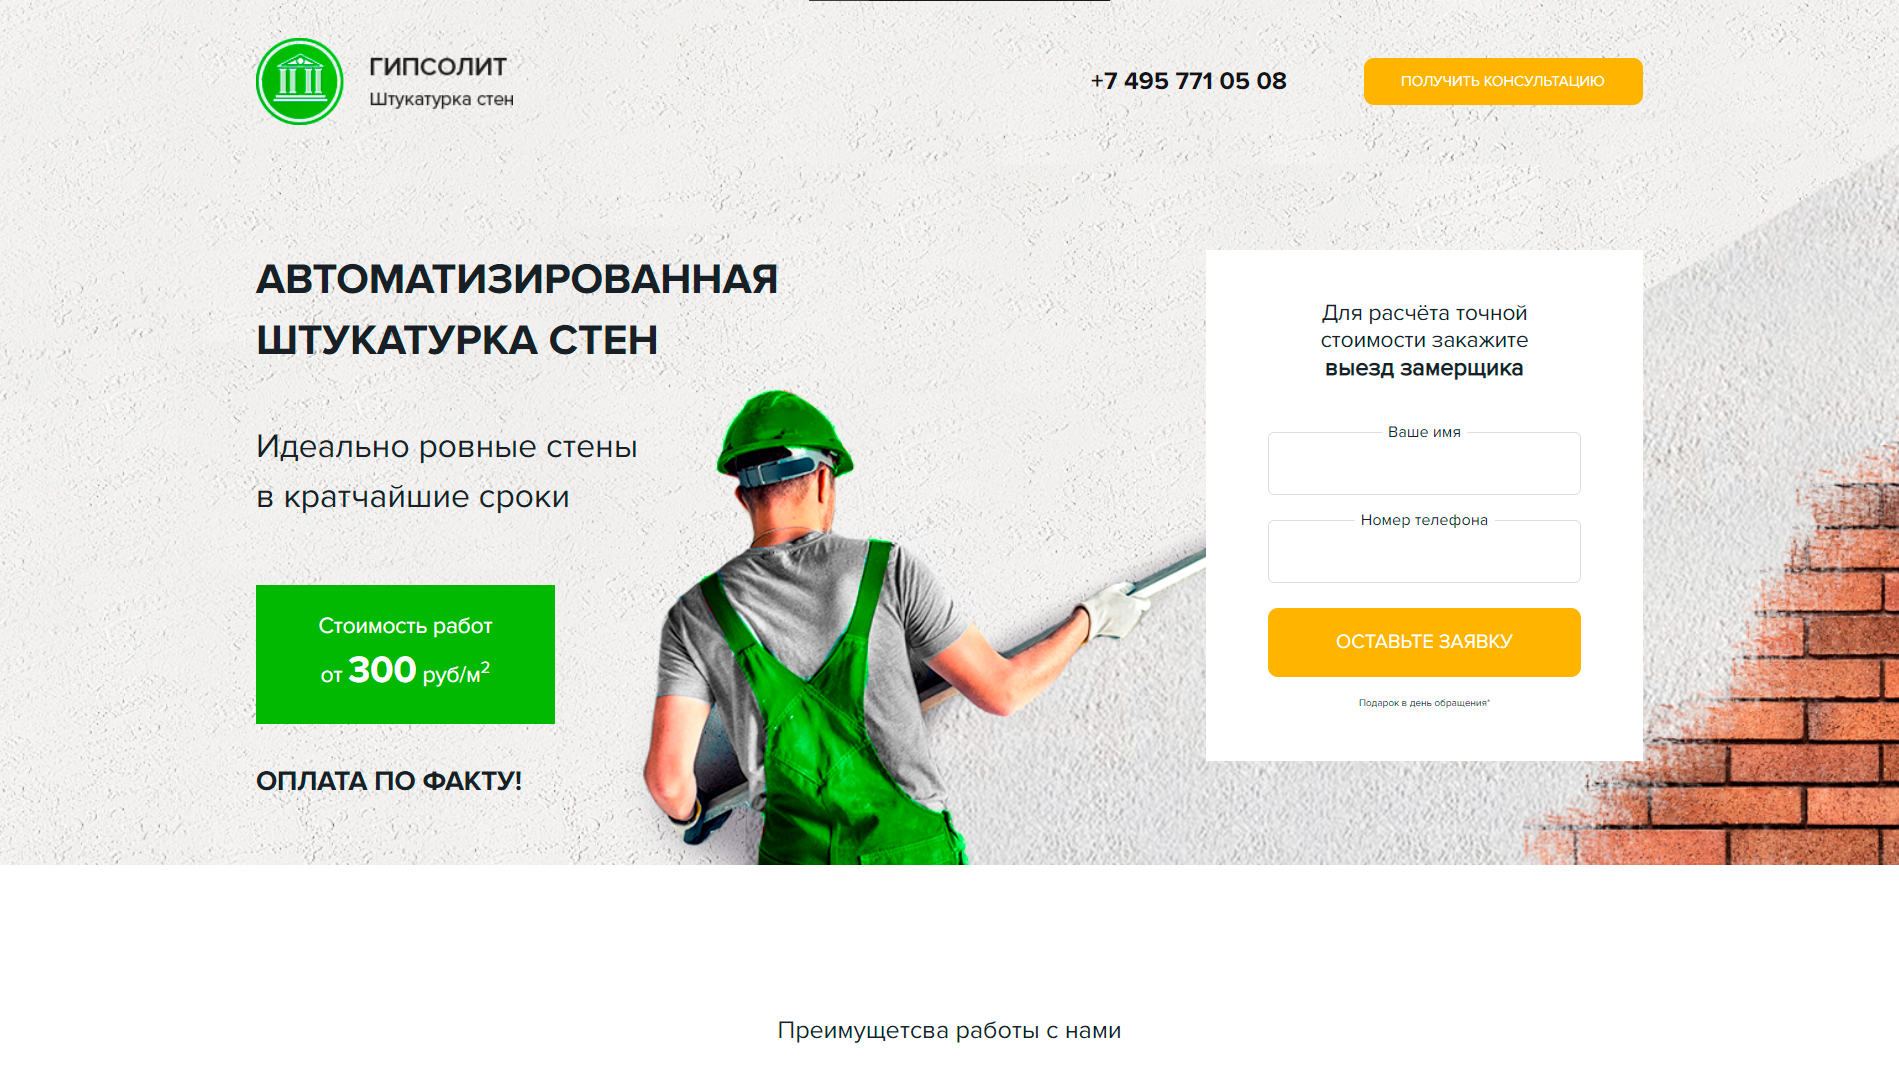 ГИПСОЛИТ
Штукатурка стен
+7 495 771 05 08
ПОЛУЧИТЬ КОНСУЛЬТАЦИЮ
АВТОМАТИЗИРОВАННАЯ
ШТУКАТУРКА СТЕН
Идеально ровные стены
в кратчайшие сроки
Стоимость работ
от 300 руб/м²
ОПЛАТА ПО ФАКТУ!
Для расчёта точной
стоимости закажите
выезд замерщика
Ваше имя
Номер телефона
ОСТАВЬТЕ ЗАЯВКУ
Подарок в день обращения*
Преимущетсва работы с нами